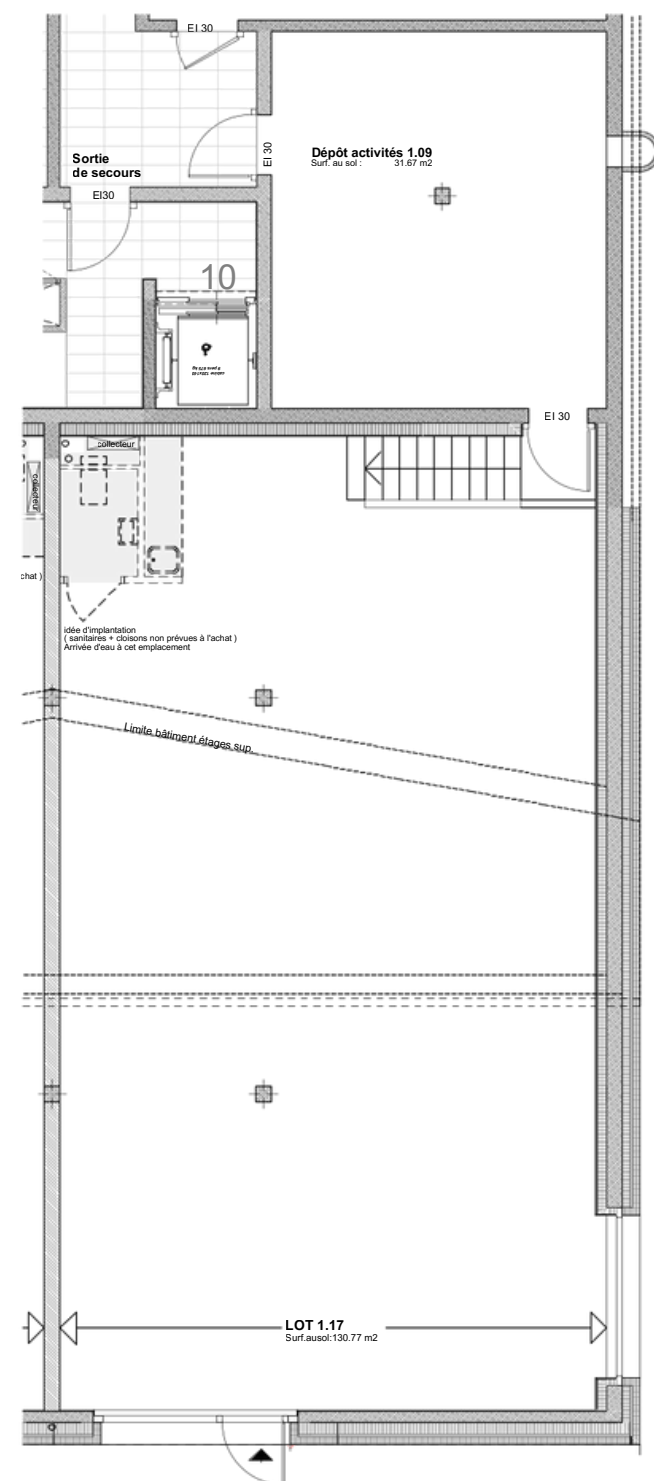 EI 30
EI 30
Dépôt activités 1.09
Surf. au sol : 31.67 m2
Sortie
de secours
EI30
10
EI 30
collecteur
collecteur
chat )
idée d'implantation
( sanitaires + cloisons non prévues à l'achat )
Arrivée d'eau à cet emplacement
Limite bâtiment étages sup.
LOT 1.17
Surf.ausol:130.77 m2